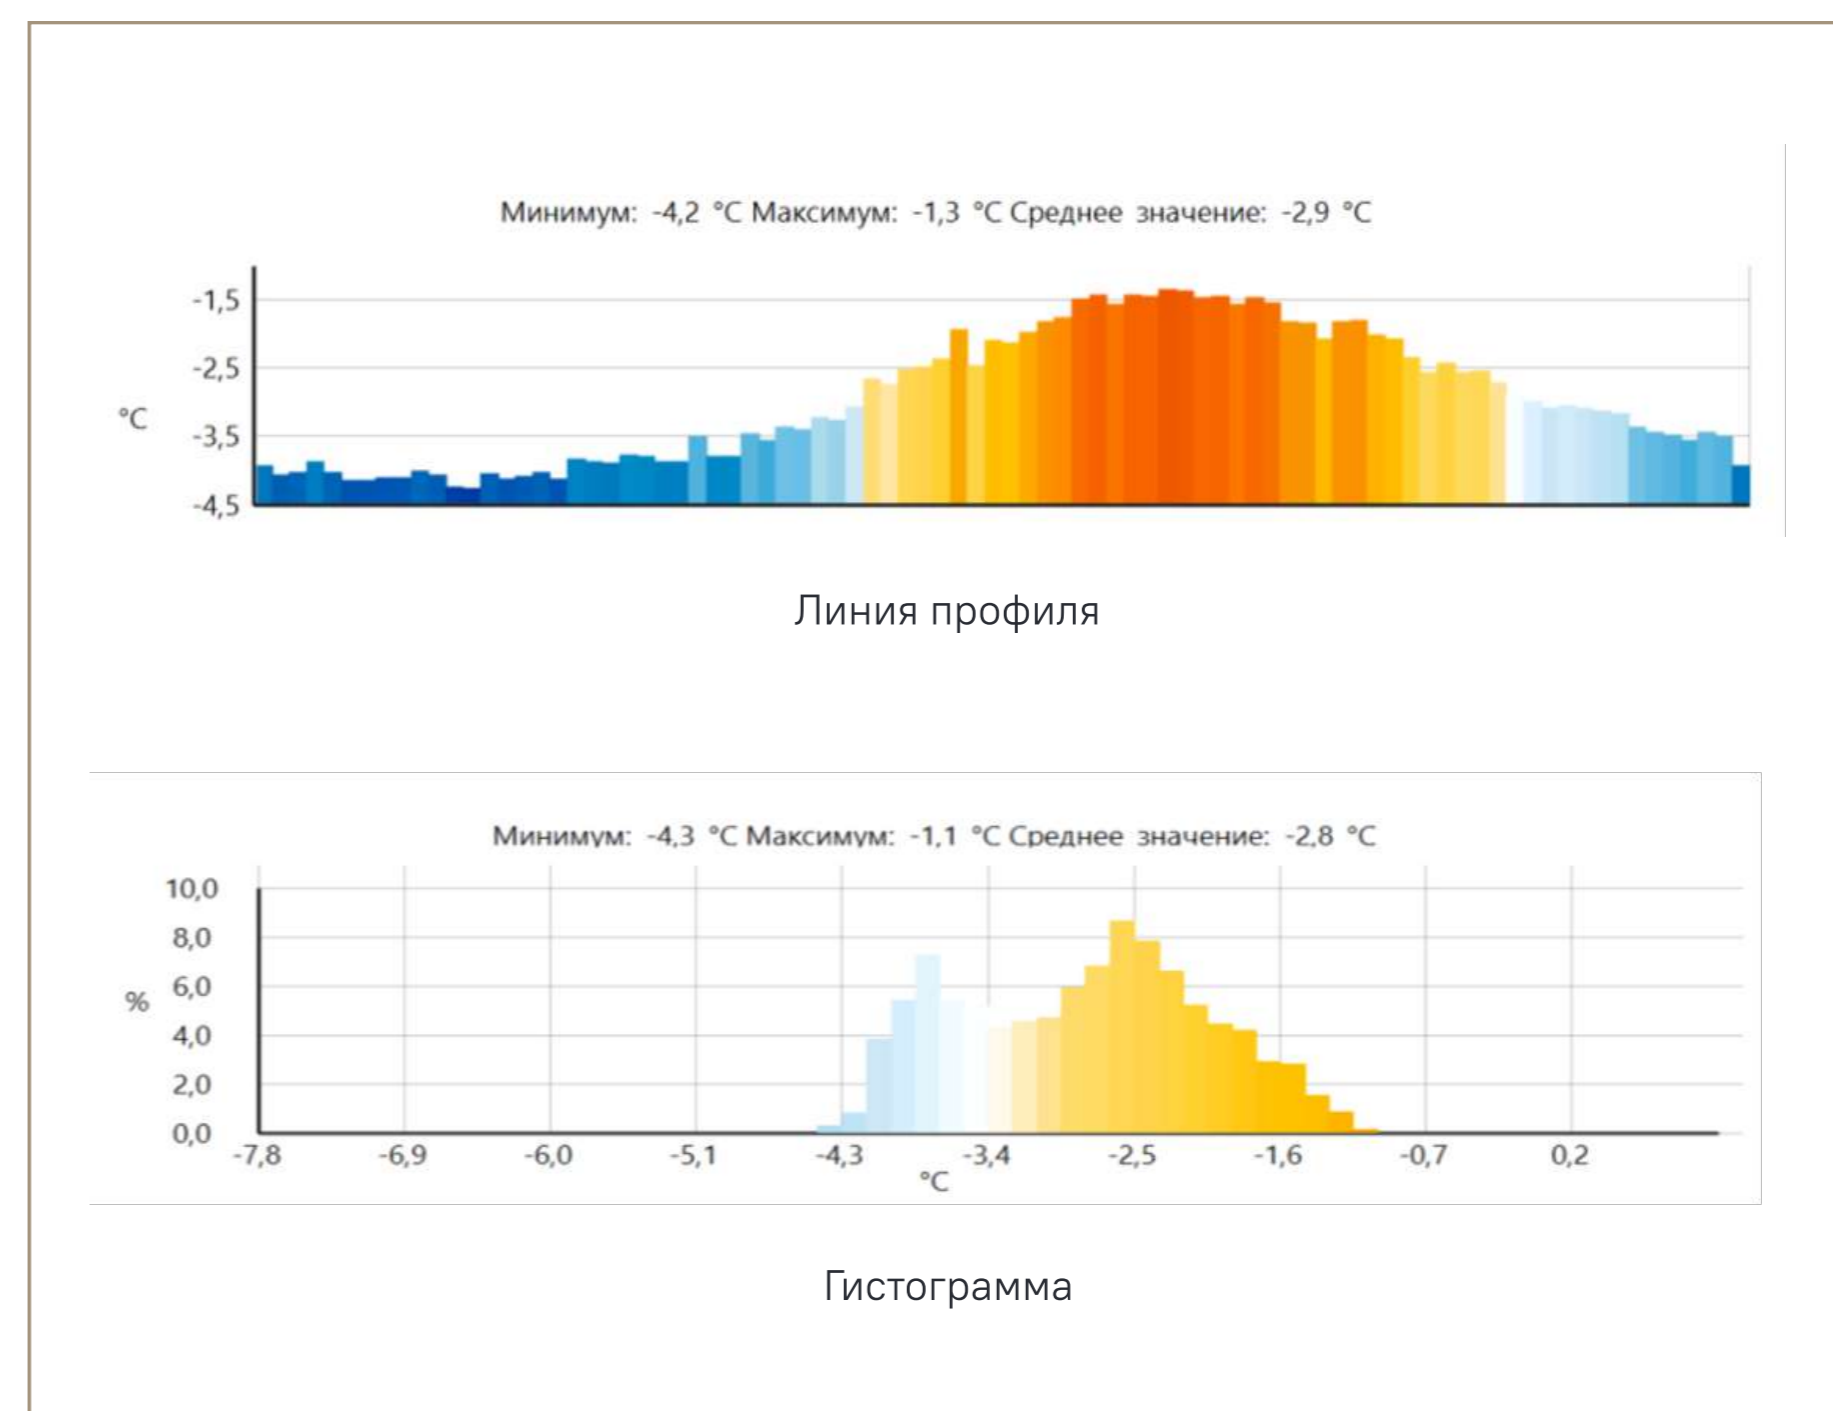 Минимум: -4,2 °C Максимум: -1,3 °C Среднее значение: -2,9 °C
-1,5
-2,5
°C
-3,5
-4,5
Линия профиля
Минимум: -4,3 °C Максимум: -1,1 °C Среднее значение: -2,8 °C
10,0
8,0
6,0
%
4,0
2,0
0,0
-7,8 -6,9 -6,0 -5,1 -4,3 -3,4 -2,5 -1,6 -0,7 0,2
°C
Гистограмма